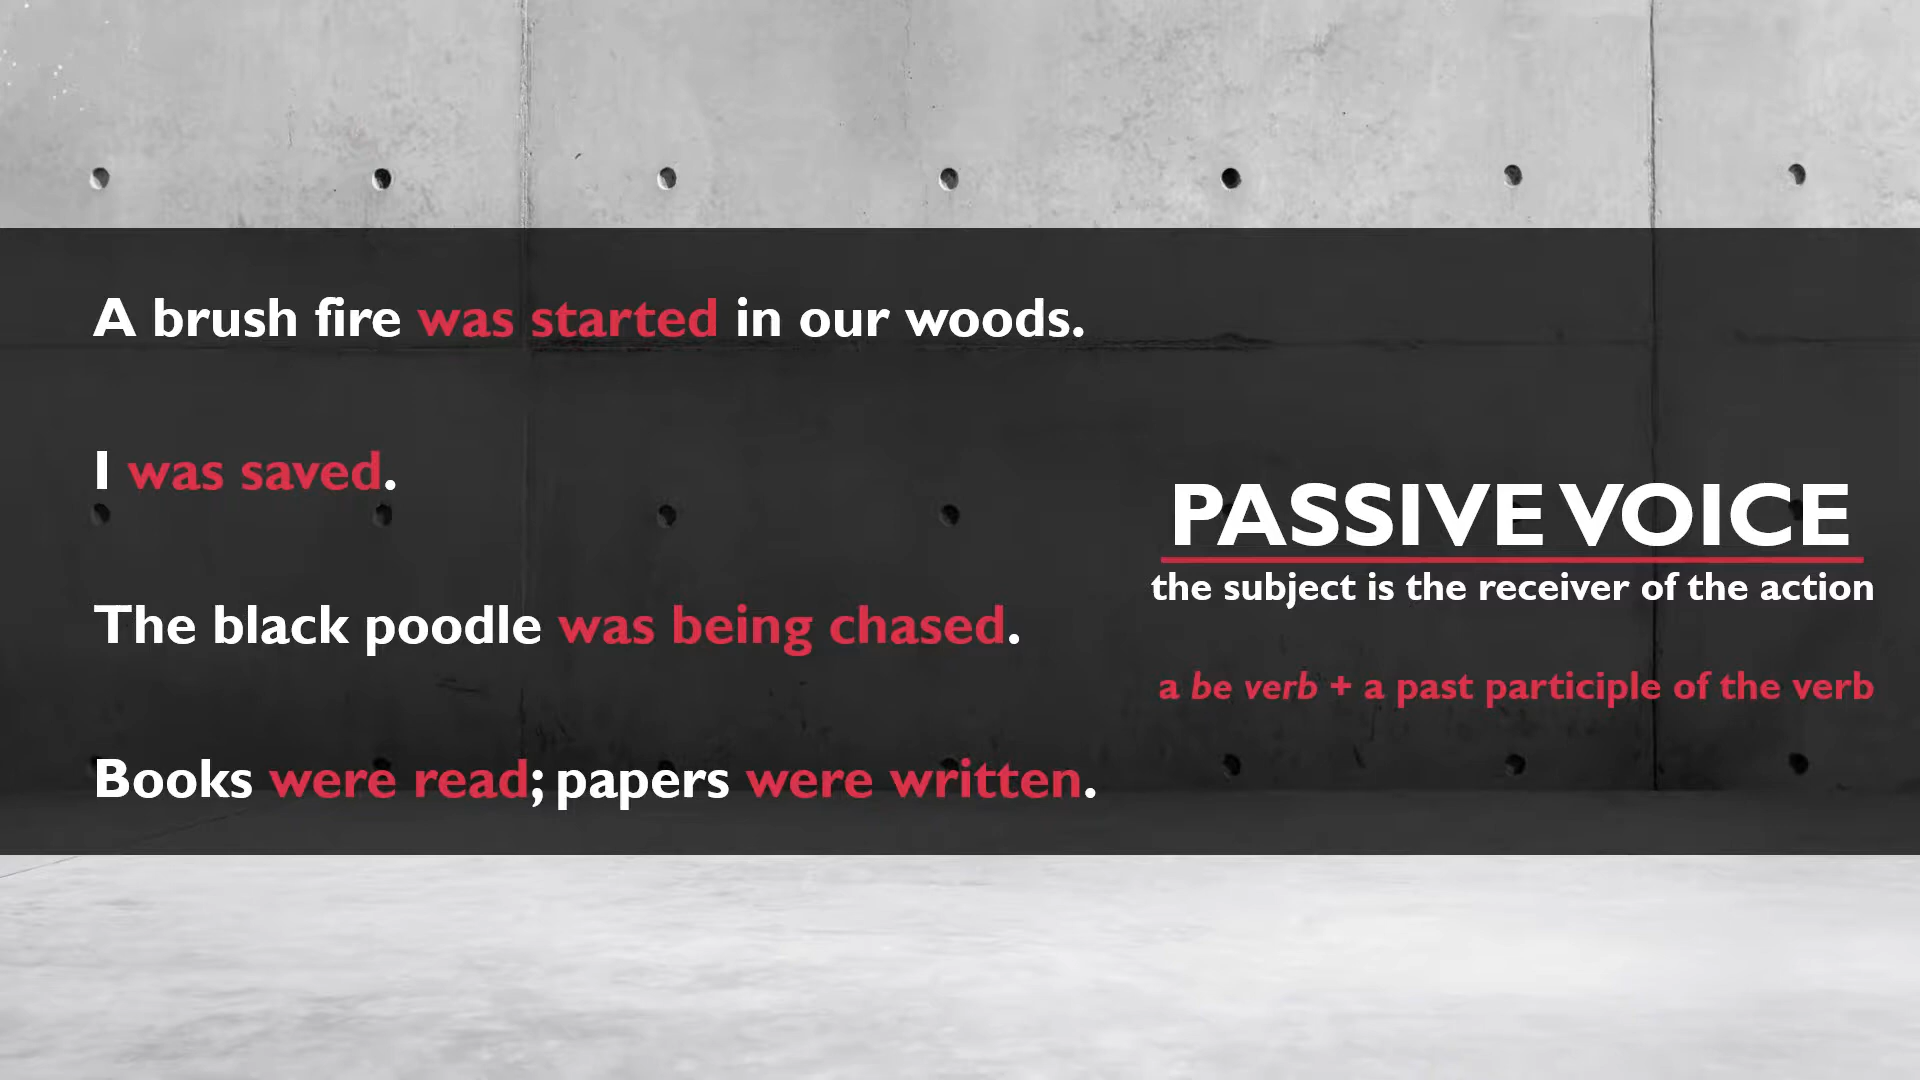 A brush fire was started in our woods.
I was saved.
The black poodle was being chased.
Books were read; papers were written.
PASSIVE VOICE
the subject is the receiver of the action
a be verb + a past participle of the verb